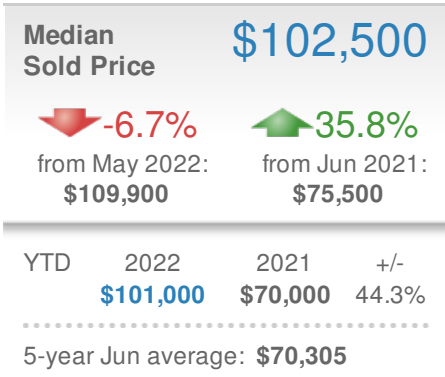 Median $102,500
Sold Price
-6.7% 35.8%
from May 2022: from Jun 2021:
$109,900 $75,500
YTD 2022 2021 +/-
$101,000 $70,000 44.3%
5-year Jun average: $70,305